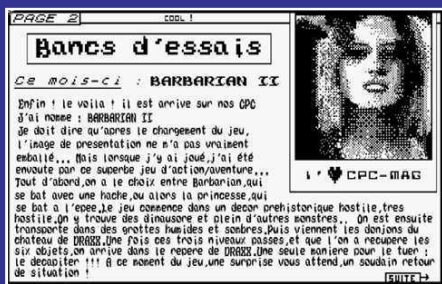 PAGE 2
COOL !
Bancs d'essais
Ce mois-ci : BARBARIAN II
Enfin ! le voila ! il est arrive sur nos CPC
J'ai nomme : BARBARIAN II
Je doit dire qu'apres le chargement du jeu,
l'image de presentation ne m'a pas vraiment
emballé... Mais lorsque j'y ai joué,j'ai été
envoute par ce superbe jeu d'action/aventure...
Tout d'abord,on a le choix entre Barbarian,qui
se bat avec une hache,ou alors la princesse,qui
se bat a l'epee.Le jeu commence dans un decor prehistorique hostile,tres
hostile.On y trouve des dinausore et plein d'autres monstres.. On est ensuite
transporte dans des grottes humides et sombres.Puis viennent les donjons du
chateau de DRAXX.Une fois ces trois niveaux passes,et que l'on a recupere les
six objets,on arrive dans le repere de DRAXX.Une seule maniere pour le tuer :
le decapiter !!! A ce moment du jeu,une surprise vous attend,un soudain retour
de situation !
I' ♥ CPC-MAG
SUITE